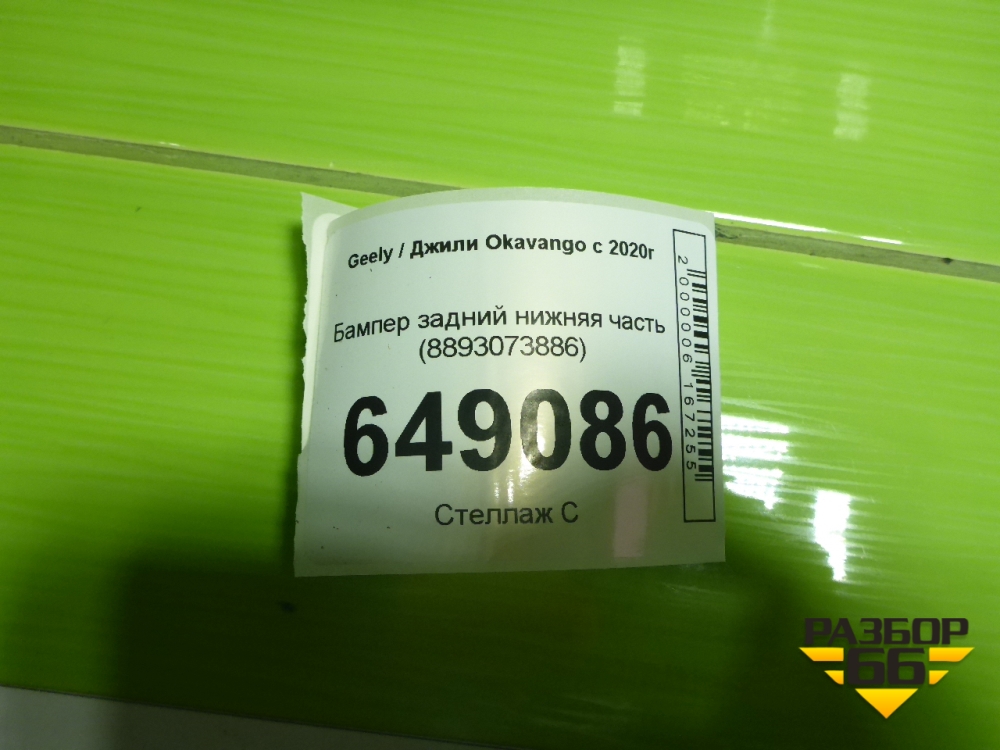 Geely / Джили Okavango с 2020г
Бампер задний нижняя часть
(8893073886)
649086
Стеллаж С
2000006167255
РАЗБОР
66